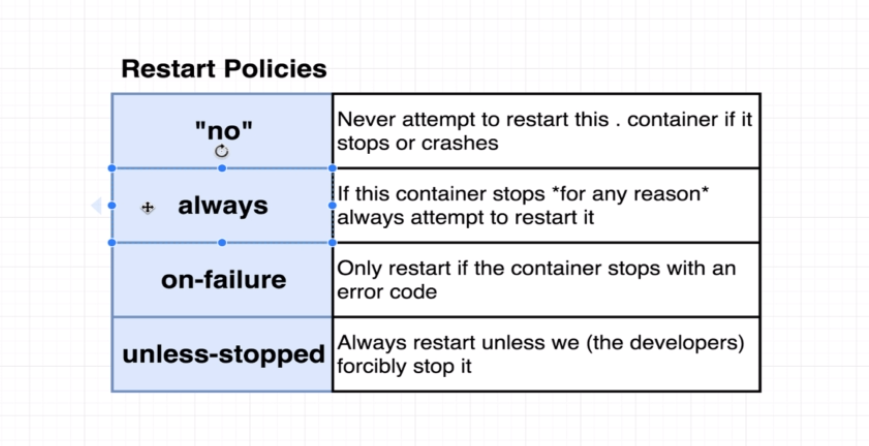 Restart Policies
"no"
Never attempt to restart this . container if it
stops or crashes
always
If this container stops *for any reason*
always attempt to restart it
on-failure
Only restart if the container stops with an
error code
unless-stopped
Always restart unless we (the developers)
forcibly stop it